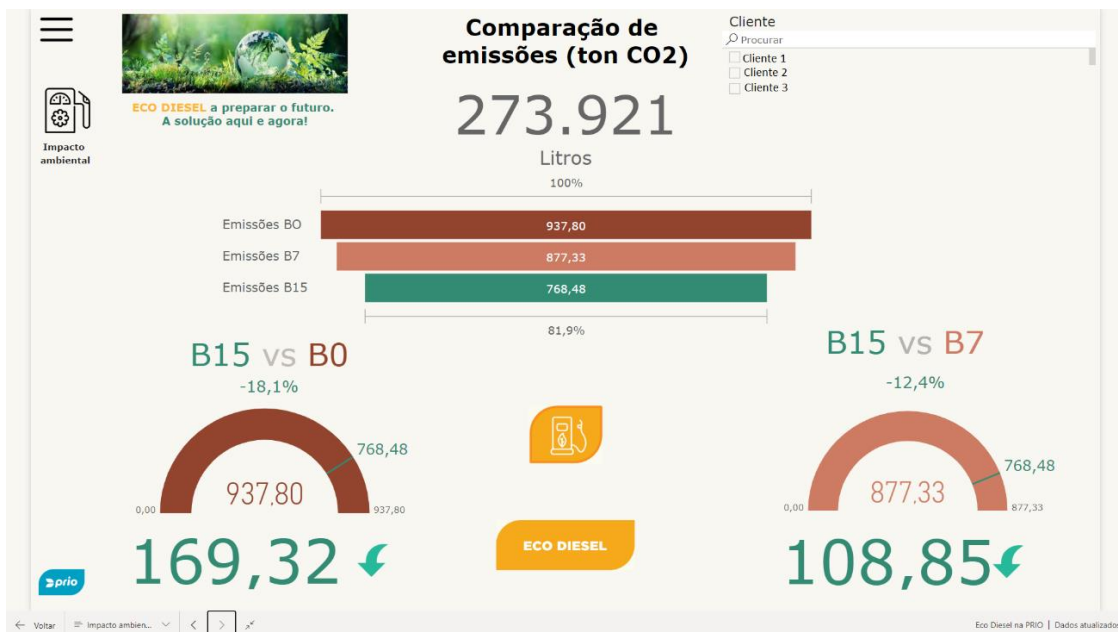 Comparação de
emissões (ton CO2)
Cliente
Procurar
Cliente 1
Cliente 2
Cliente 3
ECO DIESEL a preparar o futuro.
A solução aqui e agora!
Impacto
ambiental
273.921
Litros
100%
Emissões B0
937,80
Emissões B7
877,33
Emissões B15
768,48
81,9%
B15 vs B0
-18,1%
768,48
937,80
0,00
937,80
169,32
B15 vs B7
-12,4%
768,48
877,33
0,00
877,33
108,85
ECO DIESEL
prio
Voltar
Impacto ambien...
Eco Diesel na PRIO | Dados atualizados